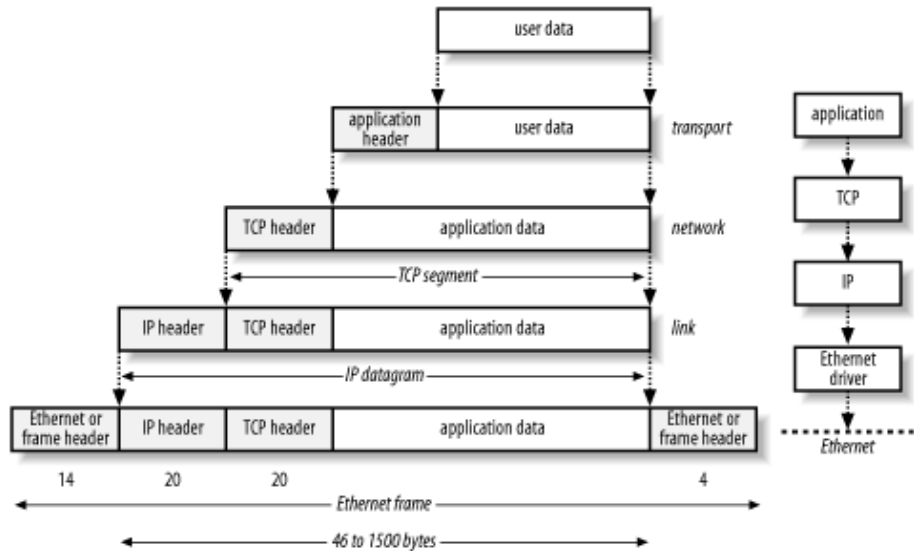 user data
application
header
user data
transport
application
TCP header
application data
network
TCP
TCP segment
IP header
TCP header
application data
link
IP
IP datagram
Ethernet
driver
Ethernet or
frame header
IP header
TCP header
application data
Ethernet or
frame header
Ethernet
14
20
20
4
Ethernet frame
46 to 1500 bytes